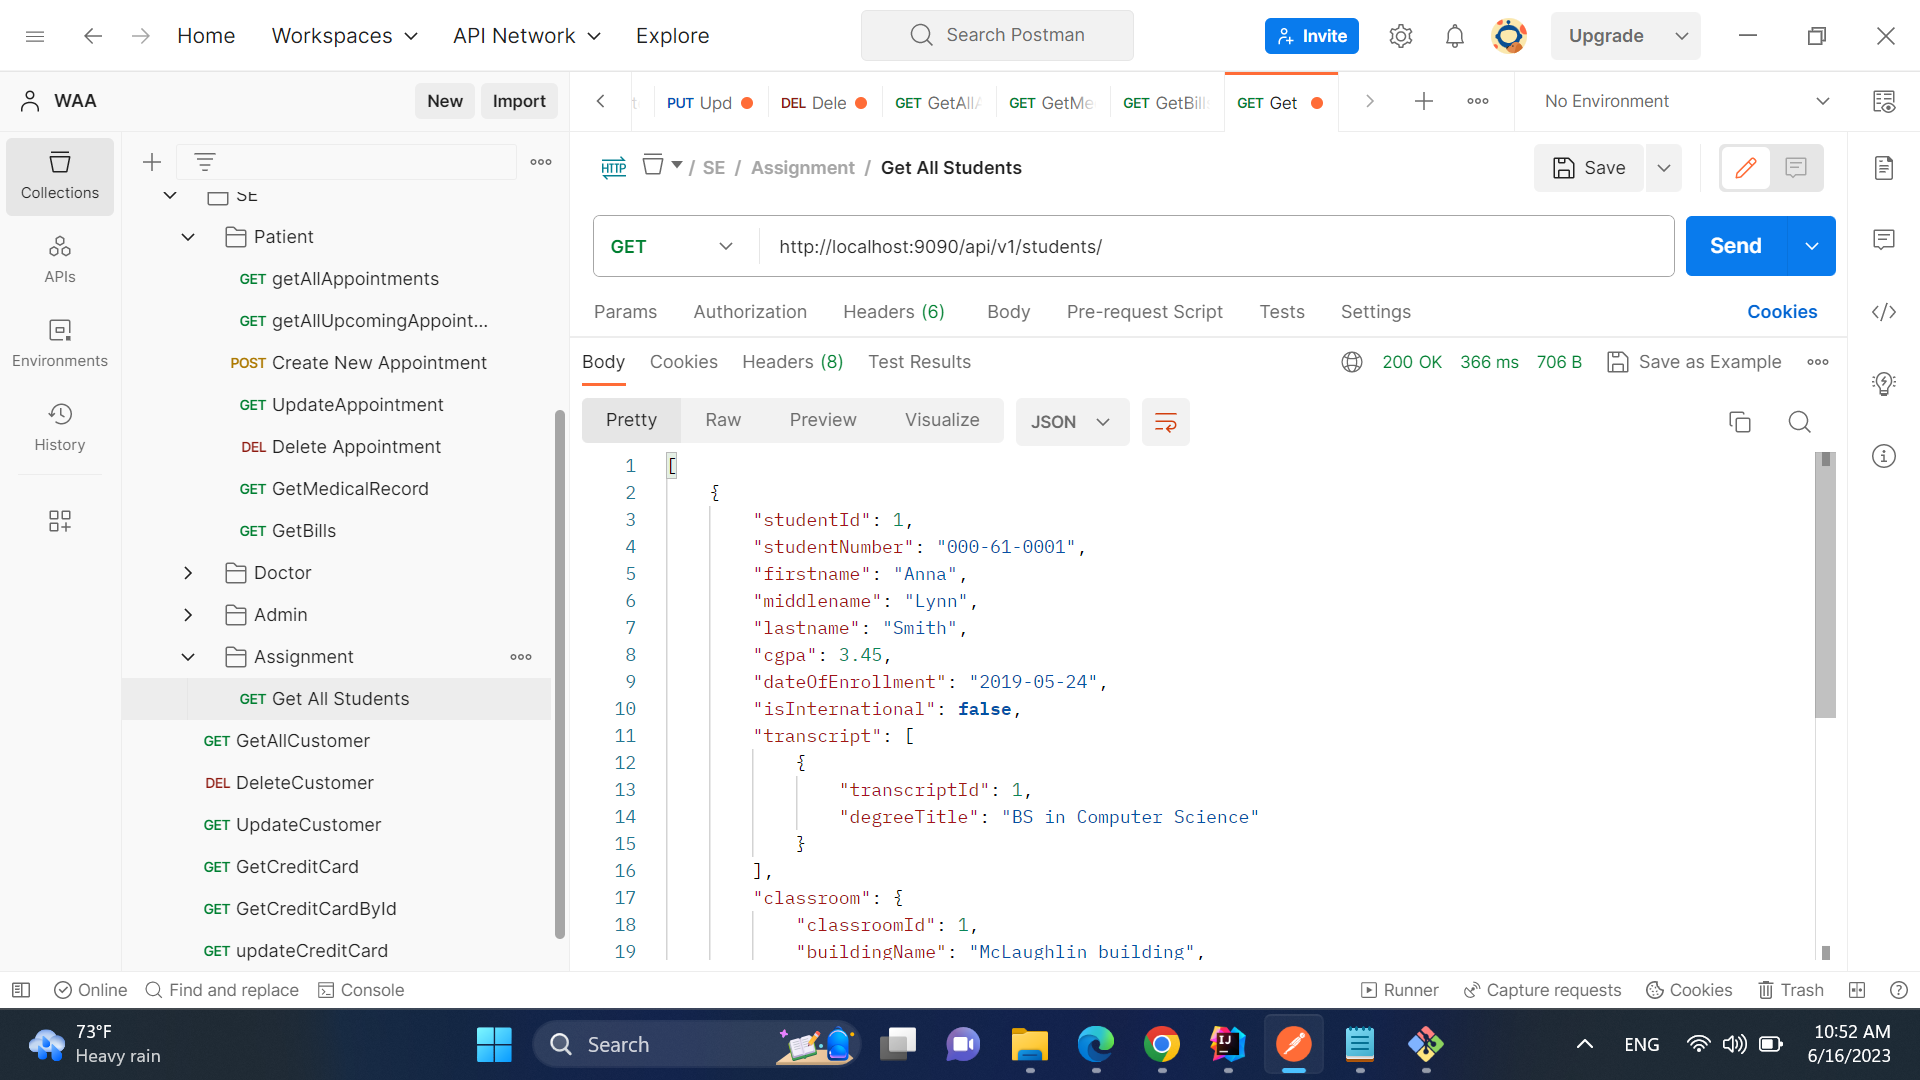 Home Workspaces API Network Explore Search Postman Invite Upgrade
WAA New Import
PUT Upd DEL Dele GET GetAllA GET GetMe GET GetBill GET Get No Environment
Collections
APIs
Environments
History
SE
Patient
GET getAllAppointments
GET getAllUpcomingAppoint...
POST Create New Appointment
GET UpdateAppointment
DEL Delete Appointment
GET GetMedicalRecord
GET GetBills
Doctor
Admin
Assignment
GET Get All Students
GET GetAllCustomer
DEL DeleteCustomer
GET UpdateCustomer
GET GetCreditCard
GET GetCreditCardById
GET updateCreditCard
HTTP / SE / Assignment / Get All Students Save
GET http://localhost:9090/api/v1/students/ Send
Params Authorization Headers (6) Body Pre-request Script Tests Settings Cookies
Body Cookies Headers (8) Test Results 200 OK 366 ms 706 B Save as Example
Pretty Raw Preview Visualize JSON
1 [
2 {
3 "studentId": 1,
4 "studentNumber": "000-61-0001",
5 "firstname": "Anna",
6 "middlename": "Lynn",
7 "lastname": "Smith",
8 "cgpa": 3.45,
9 "dateOfEnrollment": "2019-05-24",
10 "isInternational": false,
11 "transcript": [
12 {
13 "transcriptId": 1,
14 "degreeTitle": "BS in Computer Science"
15 }
16 ],
17 "classroom": {
18 "classroomId": 1,
19 "buildingName": "McLaughlin building",
Online Find and replace Console Runner Capture requests Cookies Trash
73°F
Heavy rain
Search
IJ
ENG
10:52 AM
6/16/2023